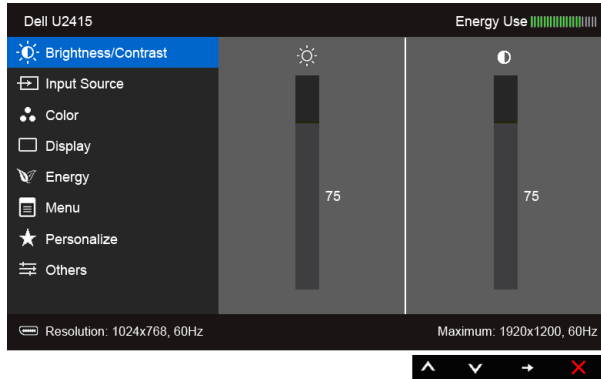 Dell U2415 Energy Use
Brightness/Contrast
Input Source
Color
Display
Energy
Menu
Personalize
Others
75 75
Resolution: 1024x768, 60Hz Maximum: 1920x1200, 60Hz